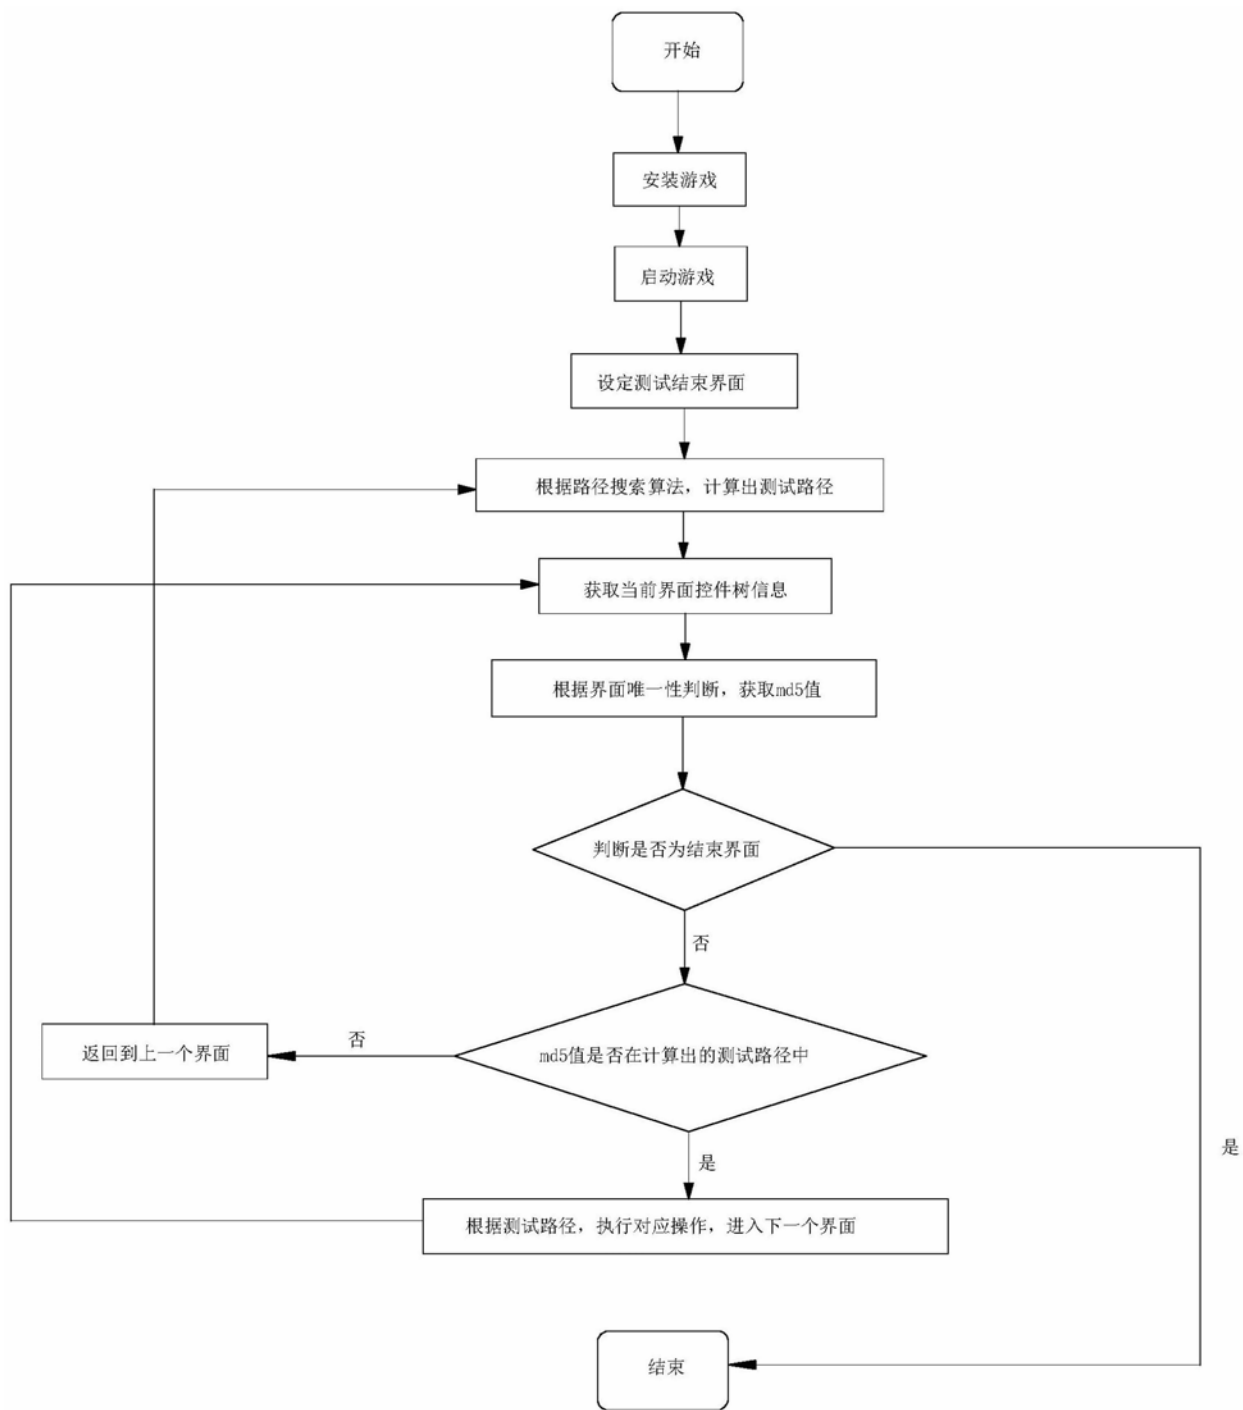 开始
安装游戏
启动游戏
设定测试结束界面
根据路径搜索算法，计算出测试路径
获取当前界面控件树信息
根据界面唯一性判断，获取md5值
判断是否为结束界面
否
返回到上一个界面
否
md5值是否在计算出的测试路径中
是
是
根据测试路径，执行对应操作，进入下一个界面
结束